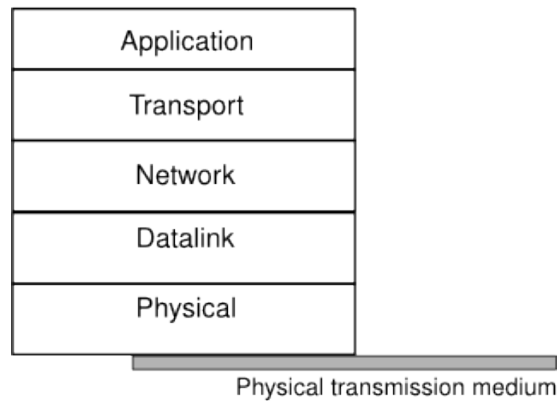 Application
Transport
Network
Datalink
Physical
Physical transmission medium